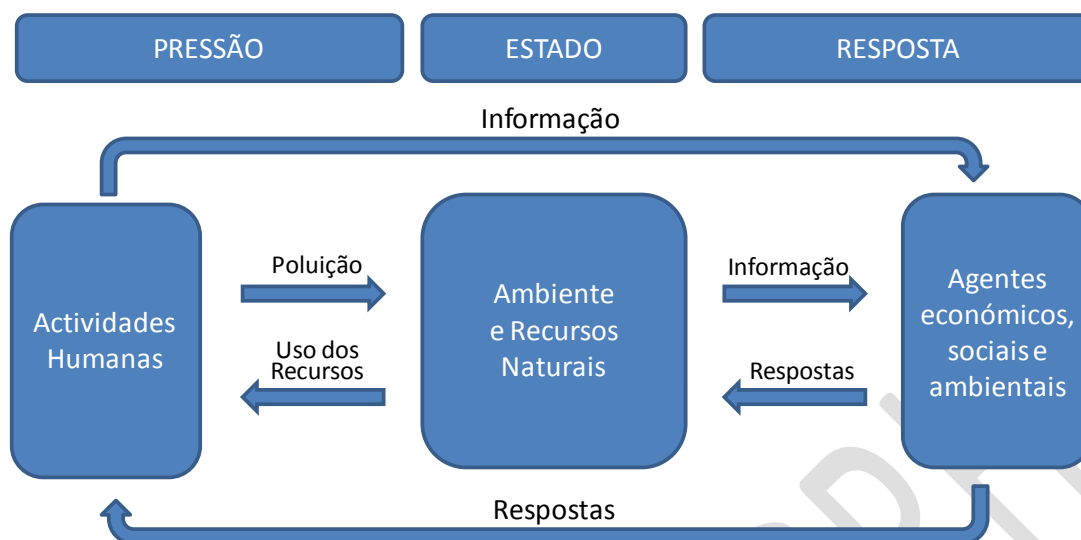 PRESSÃO
ESTADO
RESPOSTA
Informação
Actividades
Humanas
Poluição
Uso dos
Recursos
Ambiente
e Recursos
Naturais
Informação
Respostas
Agentes
económicos,
sociais e
ambientais
Respostas